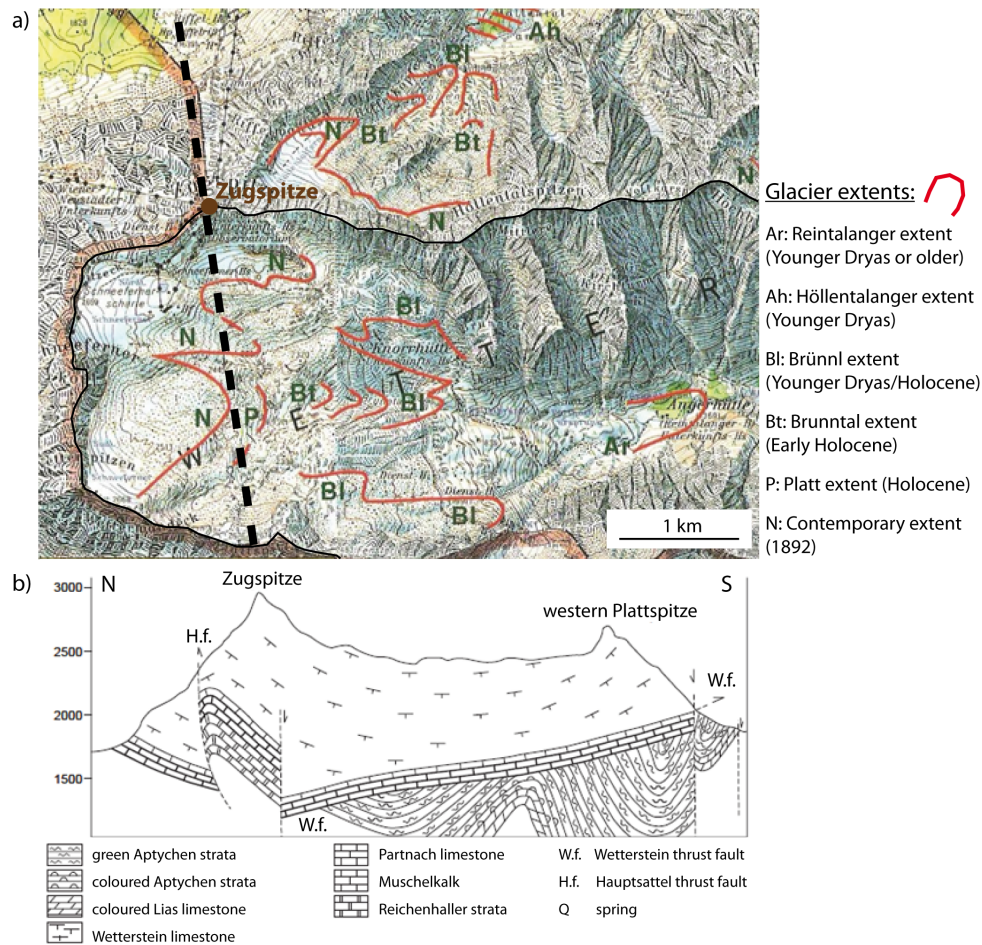 a)
Ah
Bl
N
Bt
Bt
N
Zugspitze
N
Höllentalspitzen
N
Bl
N
Knorrhütte
R
E
T
T
Bt
Bl
N
P
E
Angerhütte
Ar
W
Bl
Bl
1 km
Glacier extents:
Ar: Reintalanger extent
(Younger Dryas or older)
Ah: Höllentalanger extent
(Younger Dryas)
Bl: Brünnl extent
(Younger Dryas/Holocene)
Bt: Brunntal extent
(Early Holocene)
P: Platt extent (Holocene)
N: Contemporary extent
(1892)
b)
N
Zugspitze
S
western Plattspitze
H.f.
W.f.
W.f.
3000
2500
2000
1500
green Aptychen strata
coloured Aptychen strata
coloured Lias limestone
Wetterstein limestone
Partnach limestone
Muschelkalk
Reichenhaller strata
W.f. Wetterstein thrust fault
H.f. Hauptsattel thrust fault
Q spring